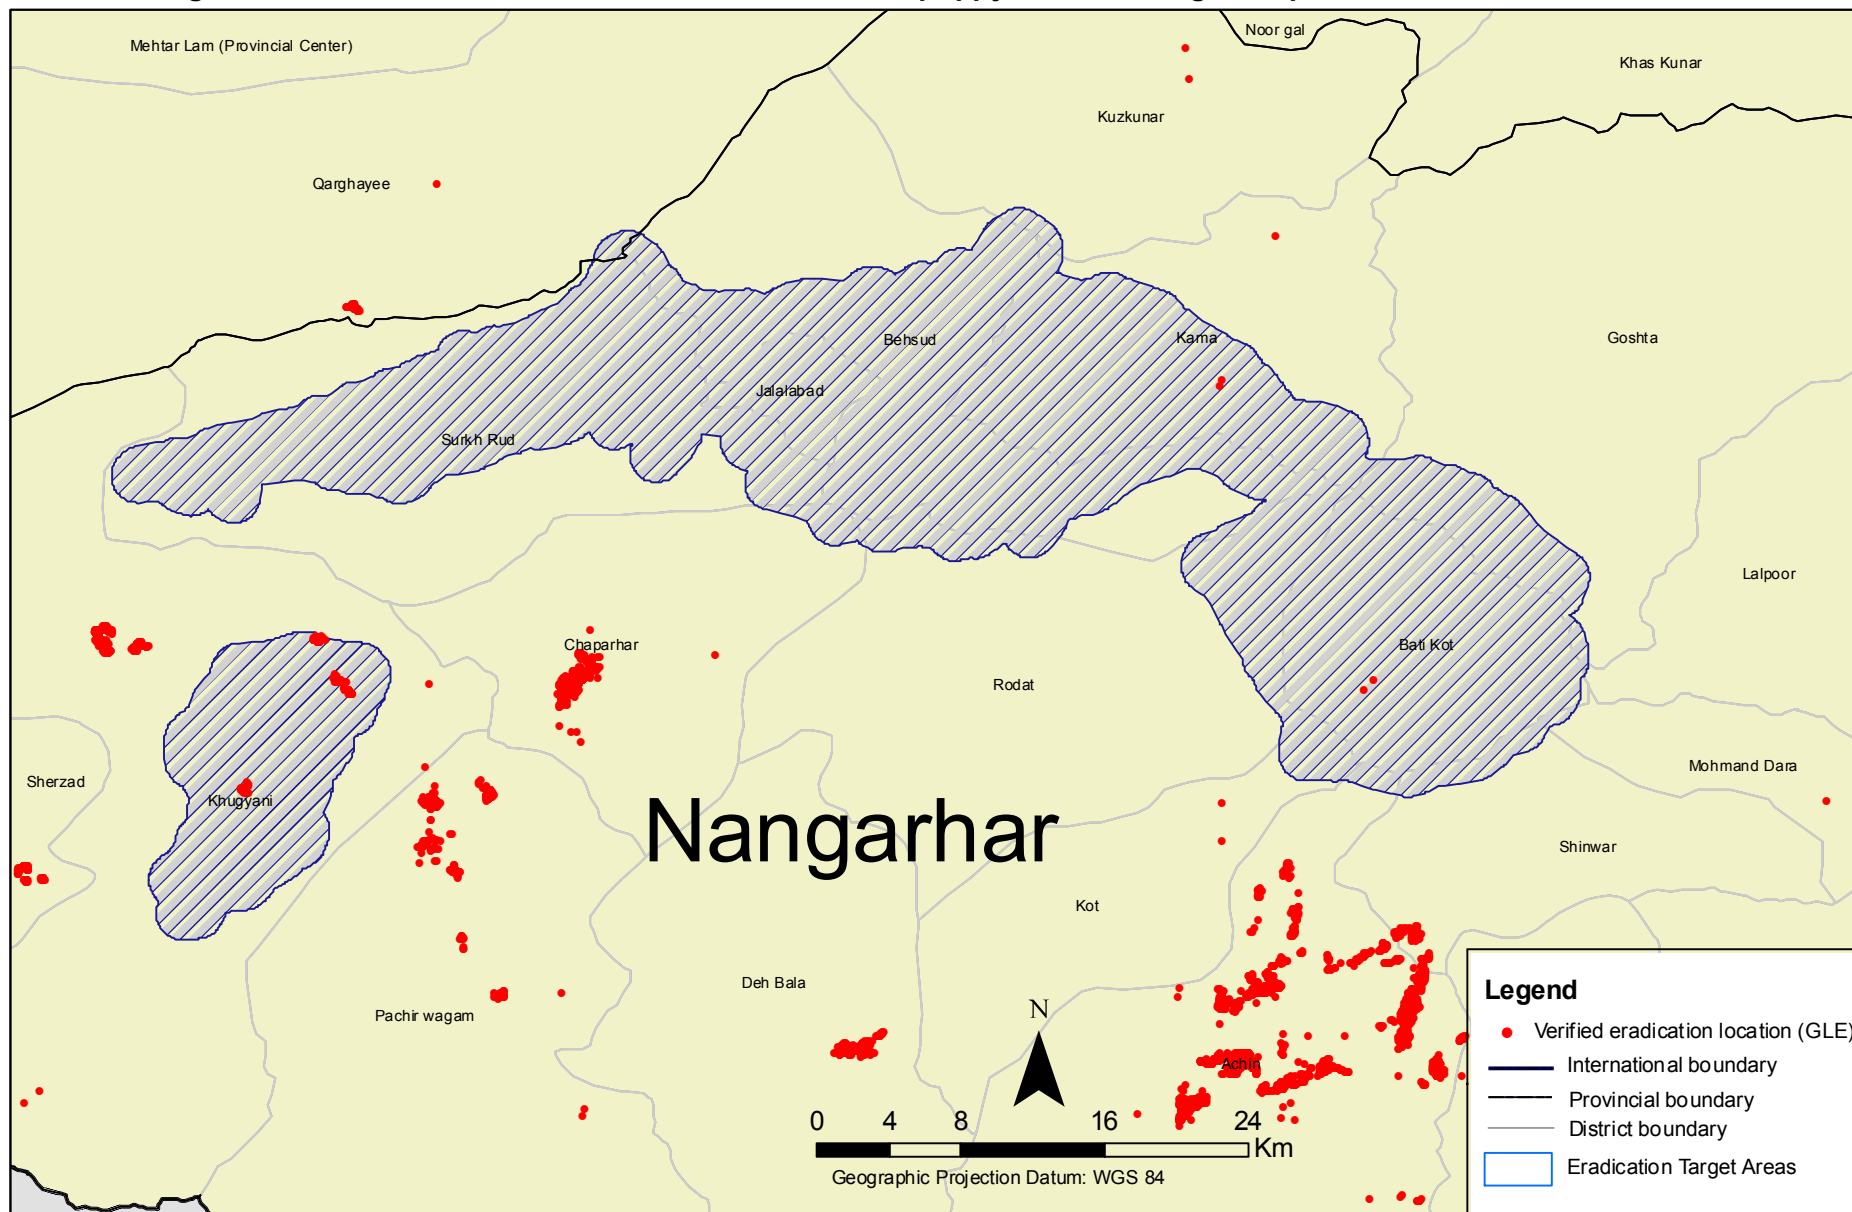 Noor gal
Mehtar Lam (Provincial Center)
Khas Kunar
Kuzkunar
Qarghayee
Kama
Goshta
Behsud
Jalalabad
Surkh Rud
Lalpoor
Chaparhar
Bati Kot
Rodat
Mohmand Dara
Sherzad
Khugyani
Nangarhar
Shinwar
Kot
Deh Bala
Pachir wagam
Achin
N
0 4 8 16 24
Km
Geographic Projection Datum: WGS 84
Legend
Verified eradication location (GLE)
International boundary
Provincial boundary
District boundary
Eradication Target Areas